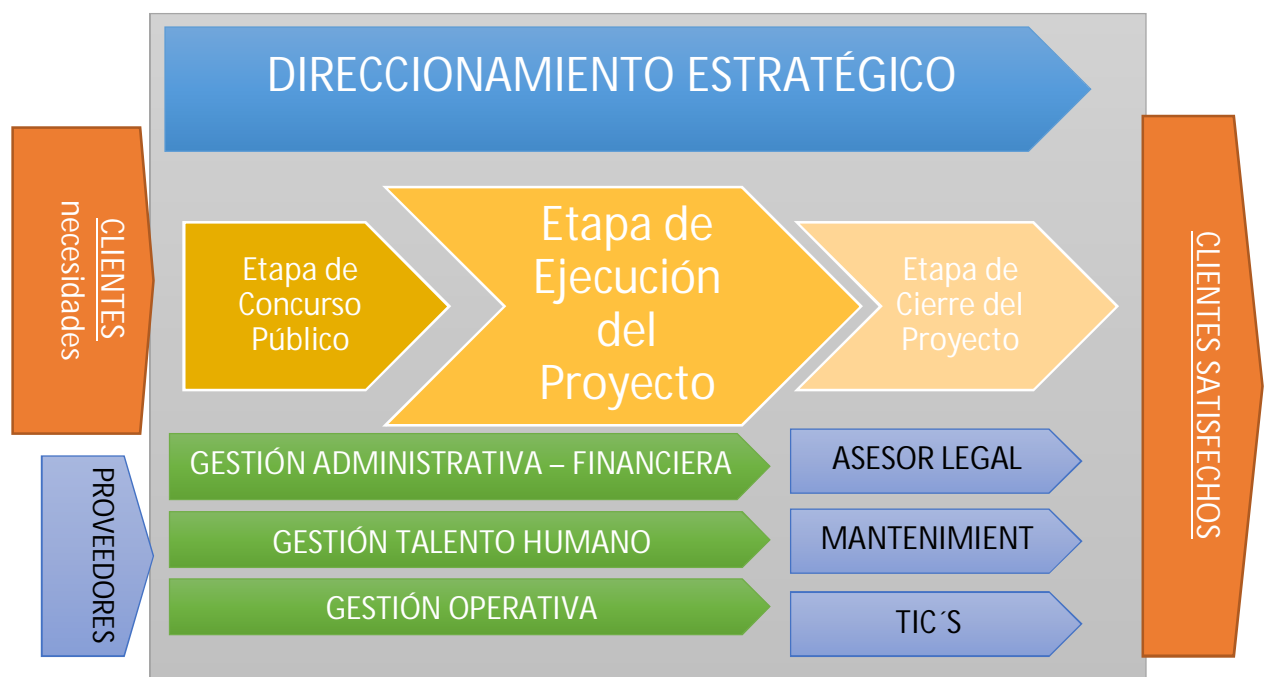 DIRECCIONAMIENTO ESTRATÉGICO
CLIENTES
necesidades
Etapa de
Concurso
Público
Etapa de
Ejecución
del
Proyecto
Etapa de
Cierre del
Proyecto
CLIENTES SATISFECHOS
PROVEEDORES
GESTIÓN ADMINISTRATIVA – FINANCIERA
GESTIÓN TALENTO HUMANO
GESTIÓN OPERATIVA
ASESOR LEGAL
MANTENIMIENT
TIC´S